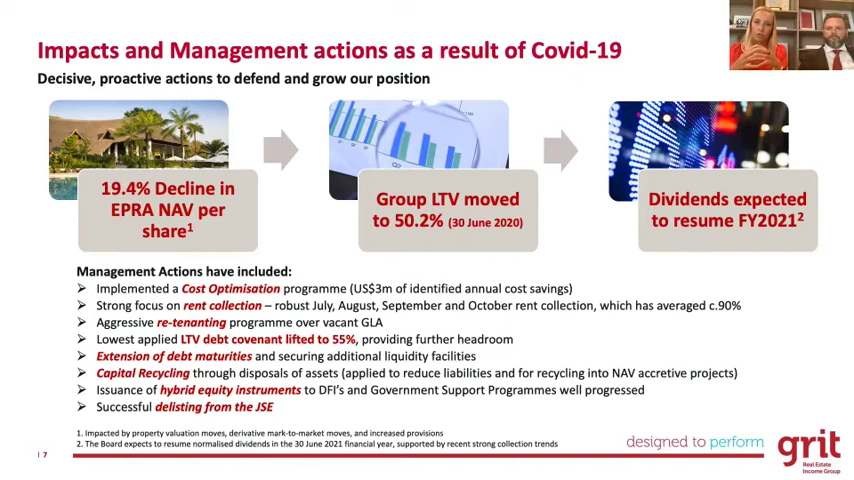 Impacts and Management actions as a result of Covid-19
Decisive, proactive actions to defend and grow our position
19.4% Decline in
EPRA NAV per
share1
Group LTV moved
to 50.2% (30 June 2020)
Dividends expected
to resume FY20212
Management Actions have included:
➢ Implemented a Cost Optimisation programme (US$3m of identified annual cost savings)
➢ Strong focus on rent collection – robust July, August, September and October rent collection, which has averaged c.90%
➢ Aggressive re-tenanting programme over vacant GLA
➢ Lowest applied LTV debt covenant lifted to 55%, providing further headroom
➢ Extension of debt maturities and securing additional liquidity facilities
➢ Capital Recycling through disposals of assets (applied to reduce liabilities and for recycling into NAV accretive projects)
➢ Issuance of hybrid equity instruments to DFI's and Government Support Programmes well progressed
➢ Successful delisting from the JSE
1. Impacted by property valuation moves, derivative mark-to-market moves, and increased provisions
2. The Board expects to resume normalised dividends in the 30 June 2021 financial year, supported by recent strong collection trends
designed to perform
grit
Real Estate
Income Group
| 7